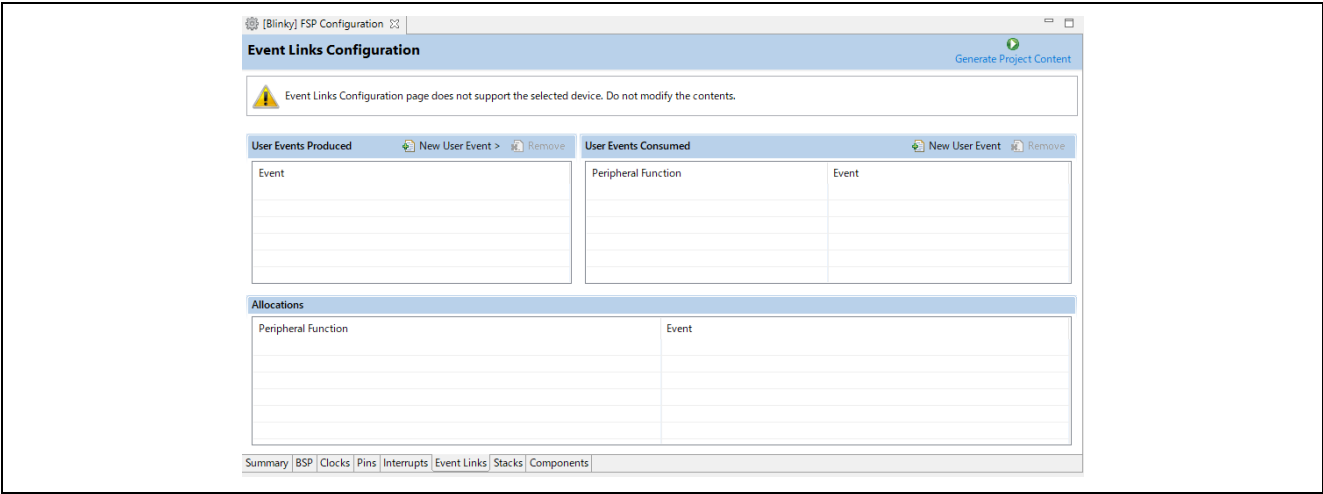 [Blinky] FSP Configuration
Event Links Configuration
Generate Project Content
Event Links Configuration page does not support the selected device. Do not modify the contents.
User Events Produced New User Event > Remove User Events Consumed New User Event Remove
Event Peripheral Function Event
Allocations
Peripheral Function Event
Summary BSP Clocks Pins Interrupts Event Links Stacks Components